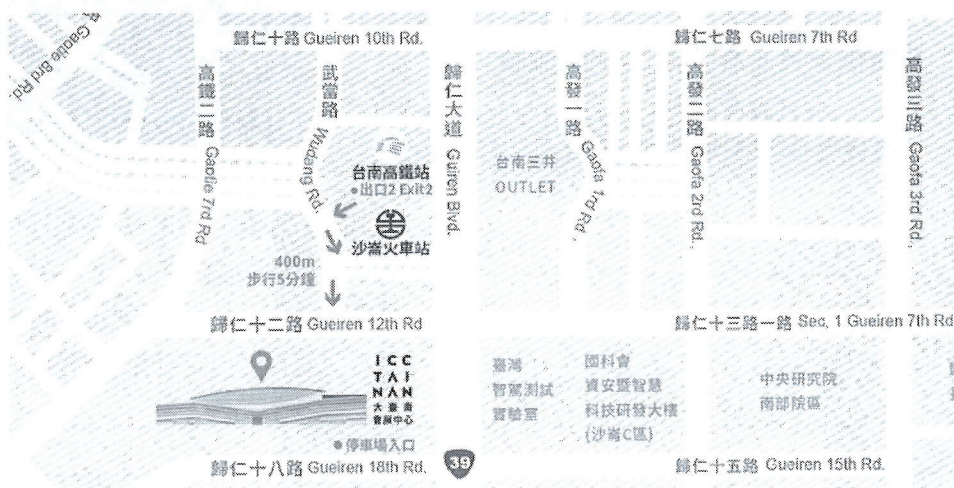 Gaotie 8rd Rd.
歸仁十路 Gueiren 10th Rd.
歸仁七路 Gueiren 7th Rd
高鐵二路 Gaotie 7rd Rd
武當路 Wudang Rd.
歸仁大道 Guiren Blvd.
高發一路 Gaofa 1rd Rd.,
高發二路 Gaofa 2rd Rd.,
高發三路 Gaofa 3rd Rd.,
台南高鐵站
出口2 Exit2
台南三井
OUTLET
沙崙火車站
400m
步行5分鐘
歸仁十二路 Gueiren 12th Rd
歸仁十三路一路 Sec, 1 Gueiren 7th Rd
ICC
TAI
NAN
大臺南
會展中心
臺灣
智駕測試
實驗室
國科會
資安暨智慧
科技研發大樓
(沙崙C區)
中央研究院
南部院區
停車場入口
歸仁十八路 Gueiren 18th Rd.
39
歸仁十五路 Gueiren 15th Rd.